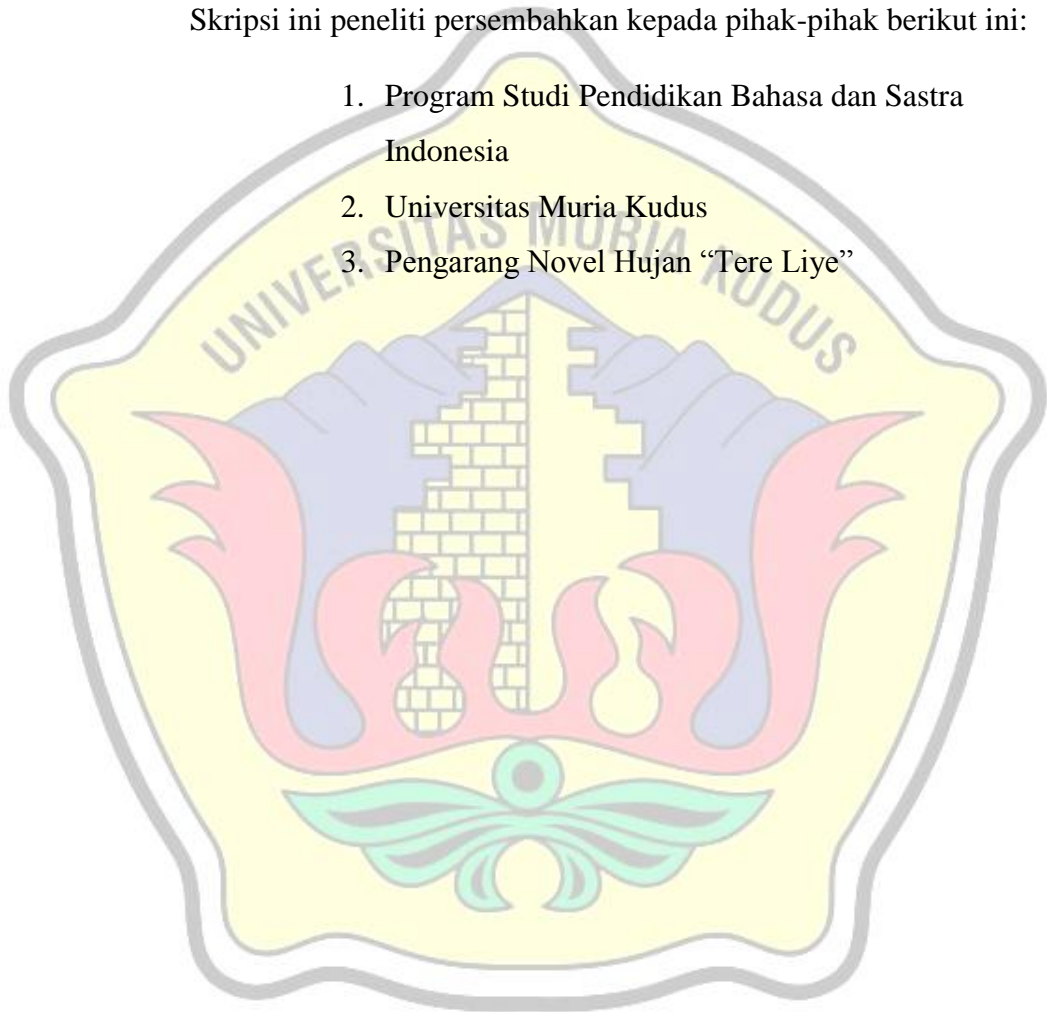 Skripsi ini peneliti persembahkan kepada pihak-pihak berikut ini:
1. Program Studi Pendidikan Bahasa dan Sastra
Indonesia
2. Universitas Muria Kudus
3. Pengarang Novel Hujan “Tere Liye”
UNIVERSITAS MURIA KUDUS